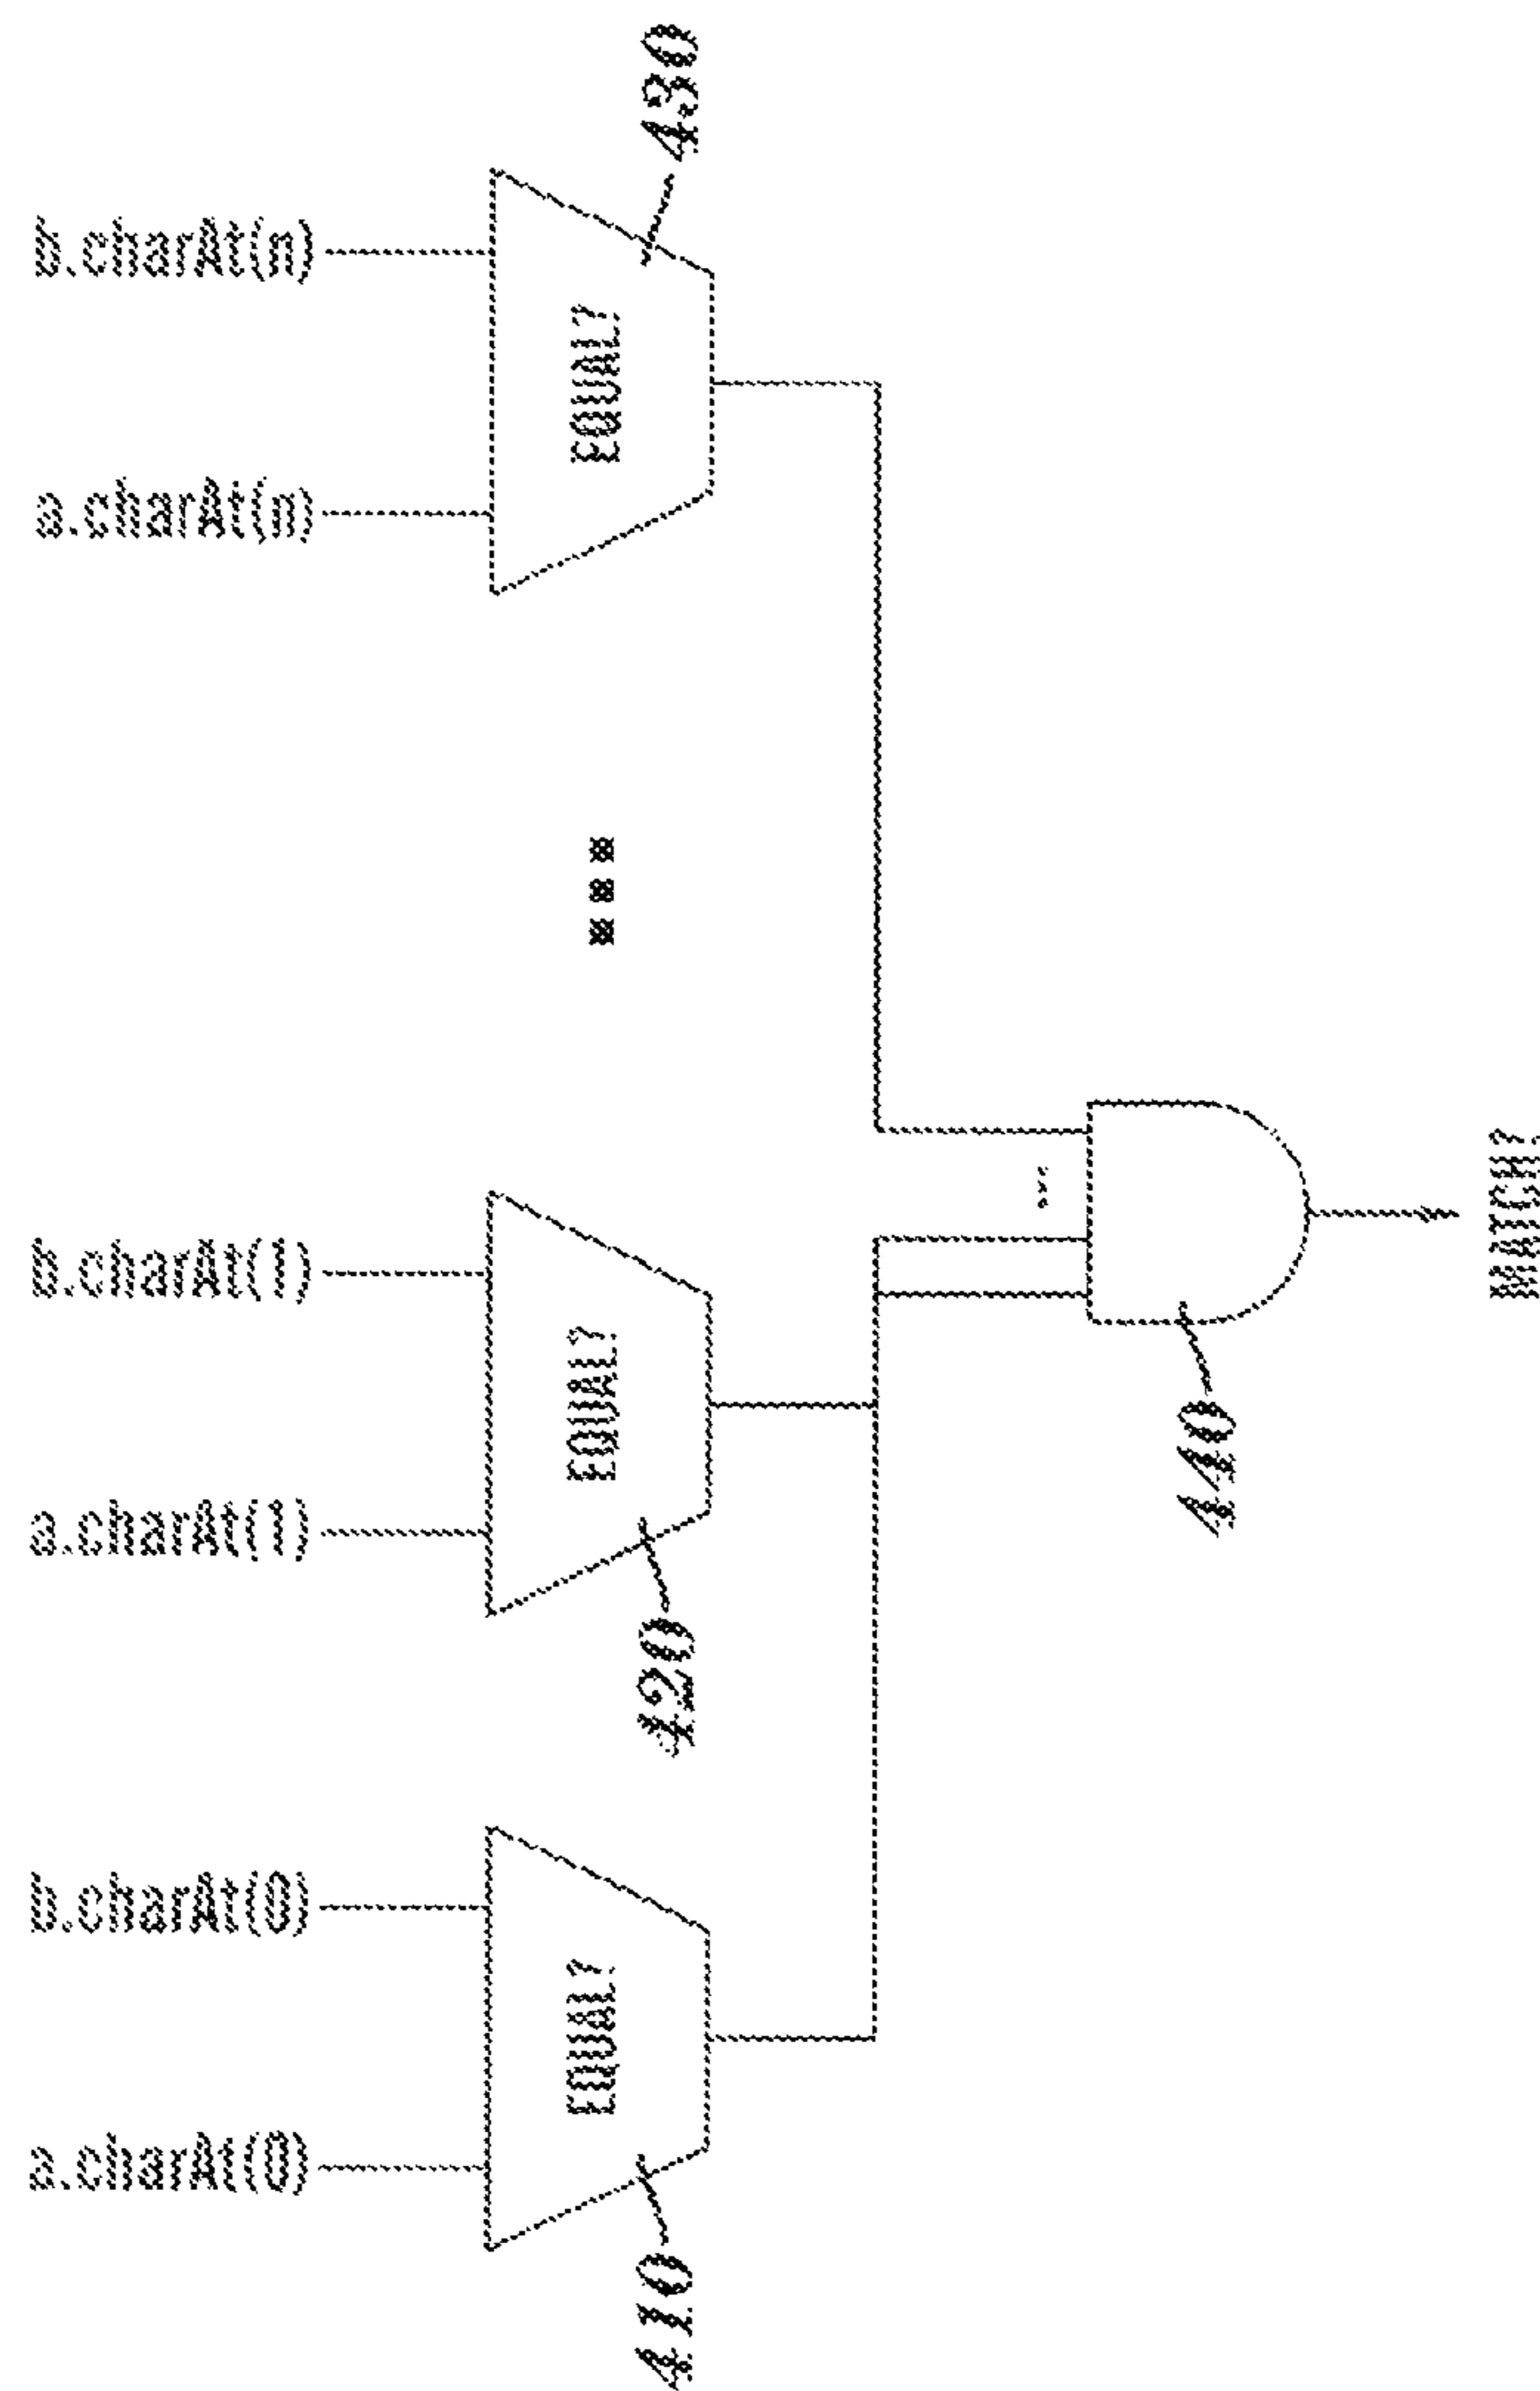 b.charAt(n)
430
EQUAL?
a.charAt(n)
b.charAt(1)
EQUAL?
a.charAt(1)
420
MATCH?
440
b.charAt(0)
EQUAL?
a.charAt(0)
410